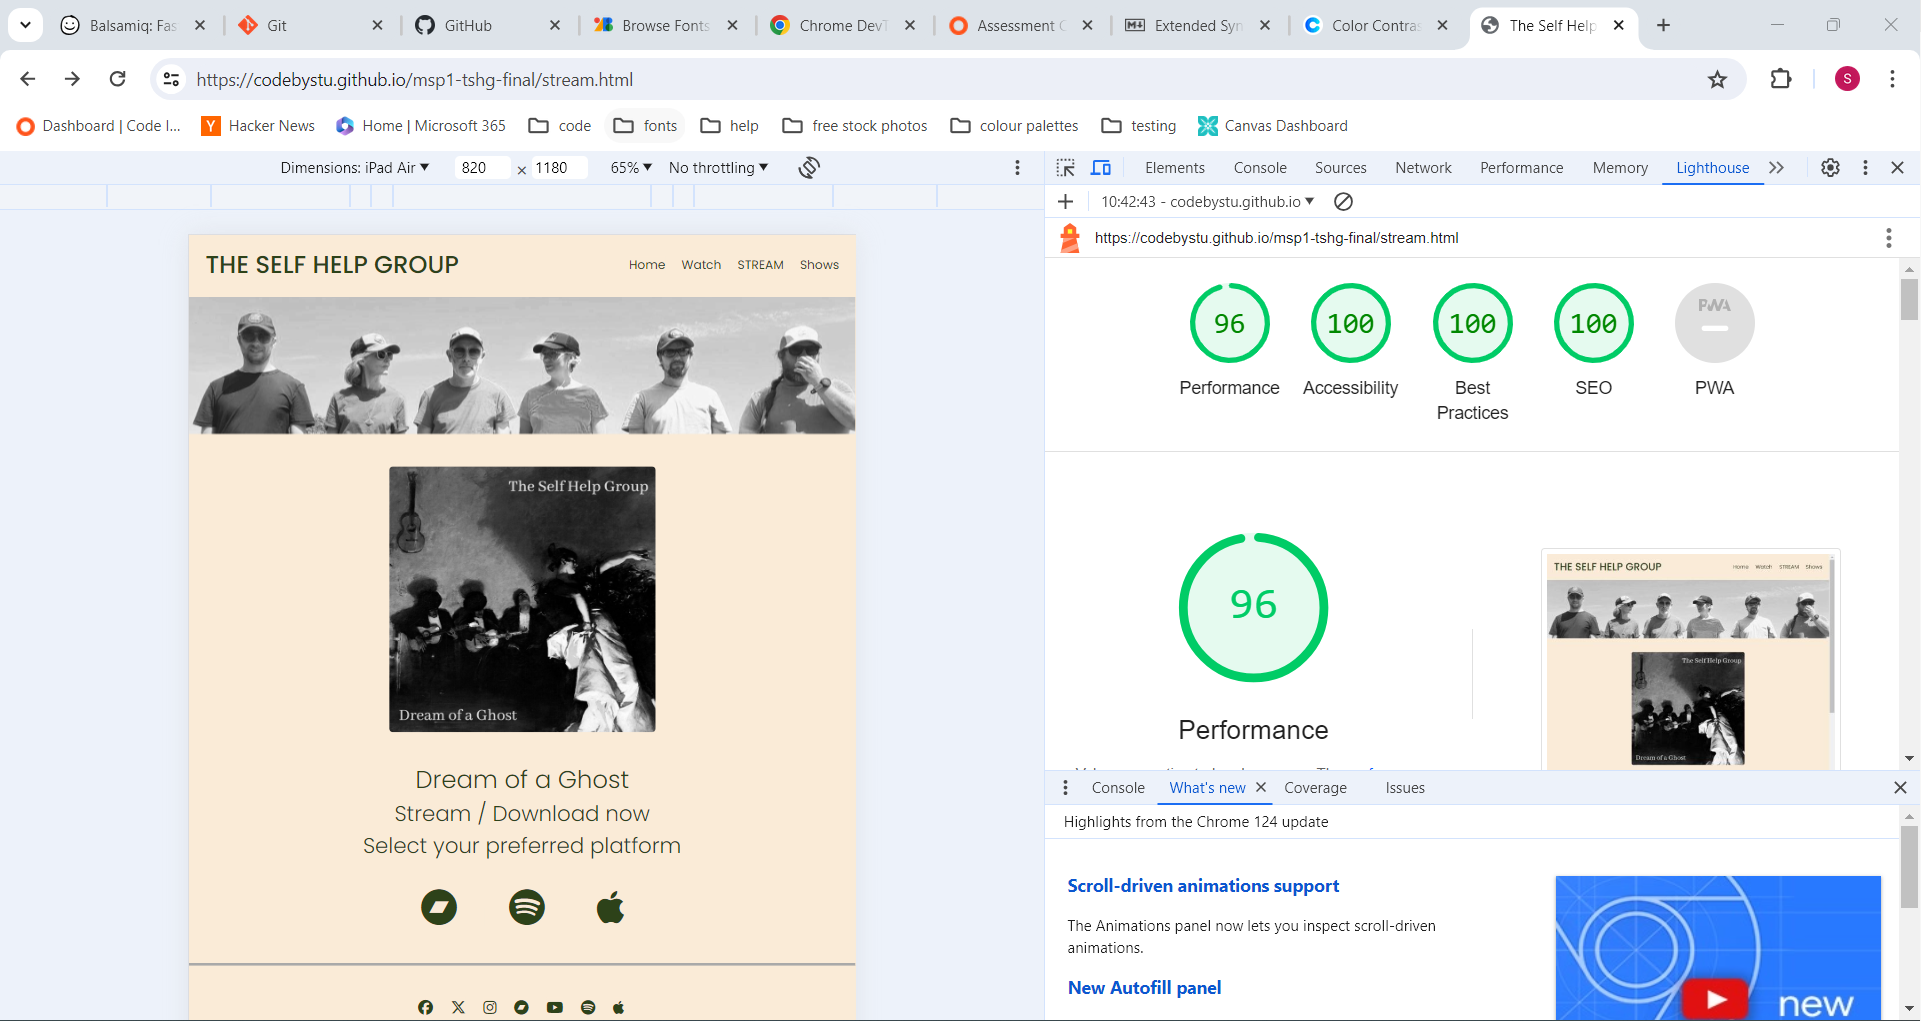 Balsamiq: Fas
Git
GitHub
Browse Fonts
Chrome DevT
Assessment C
Extended Syn
Color Contras
The Self Help
S
https://codebystu.github.io/msp1-tshg-final/stream.html
Dashboard | Code I...
Hacker News
Home | Microsoft 365
code
fonts
help
free stock photos
colour palettes
testing
Canvas Dashboard
Dimensions: iPad Air
820 × 1180
65%
No throttling
Elements
Console
Sources
Network
Performance
Memory
Lighthouse
10:42:43 - codebystu.github.io
https://codebystu.github.io/msp1-tshg-final/stream.html
THE SELF HELP GROUP
Home
Watch
STREAM
Shows
The Self Help Group
Dream of a Ghost
Dream of a Ghost
Stream / Download now
Select your preferred platform
96
100
100
100
PWA
Performance
Accessibility
Best
Practices
SEO
PWA
96
Performance
THE SELF HELP GROUP
Home
Watch
STREAM
Shows
The Self Help Group
Dream of a Ghost
Console
What's new
Coverage
Issues
Highlights from the Chrome 124 update
Scroll-driven animations support
The Animations panel now lets you inspect scroll-driven
animations.
New Autofill panel
new